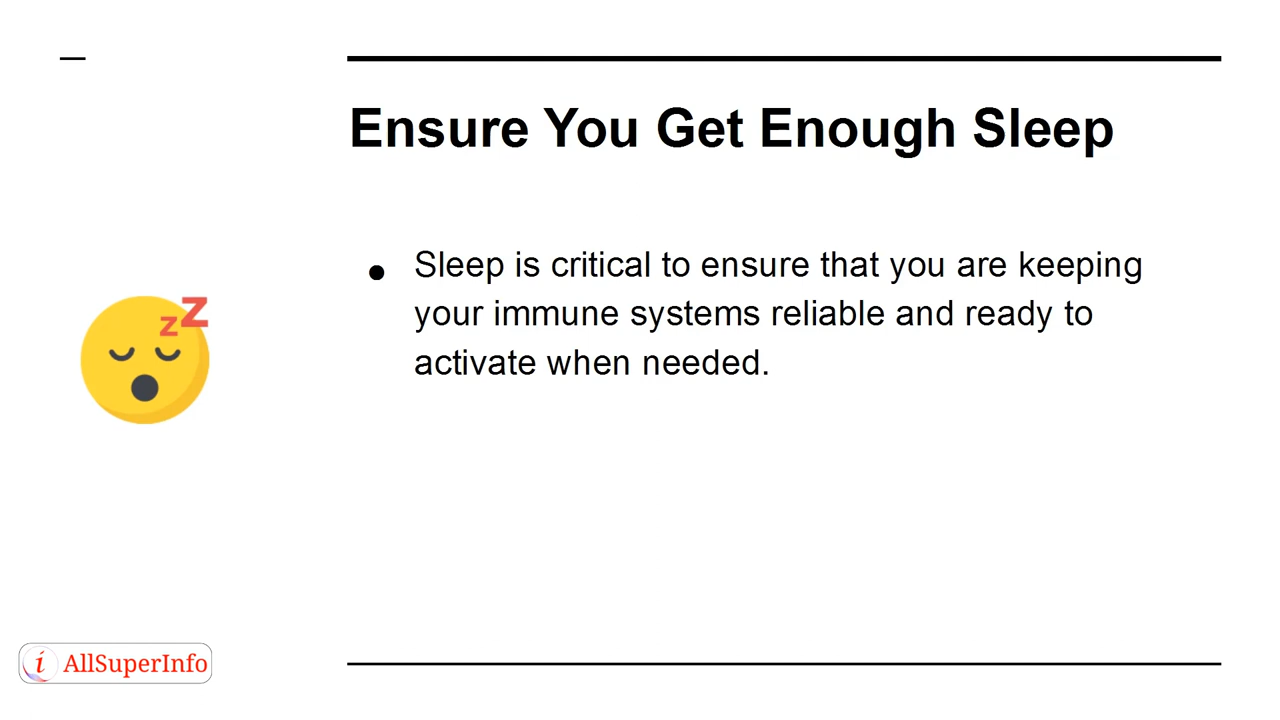 Ensure You Get Enough Sleep
● Sleep is critical to ensure that you are keeping
your immune systems reliable and ready to
activate when needed.
zZ
i AllSuperInfo